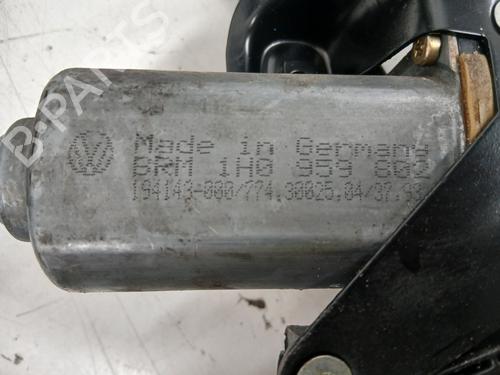 B-PARTS
Made in Germany
BRM 1H0 959 802
194143-000/774.30025.04/37.93